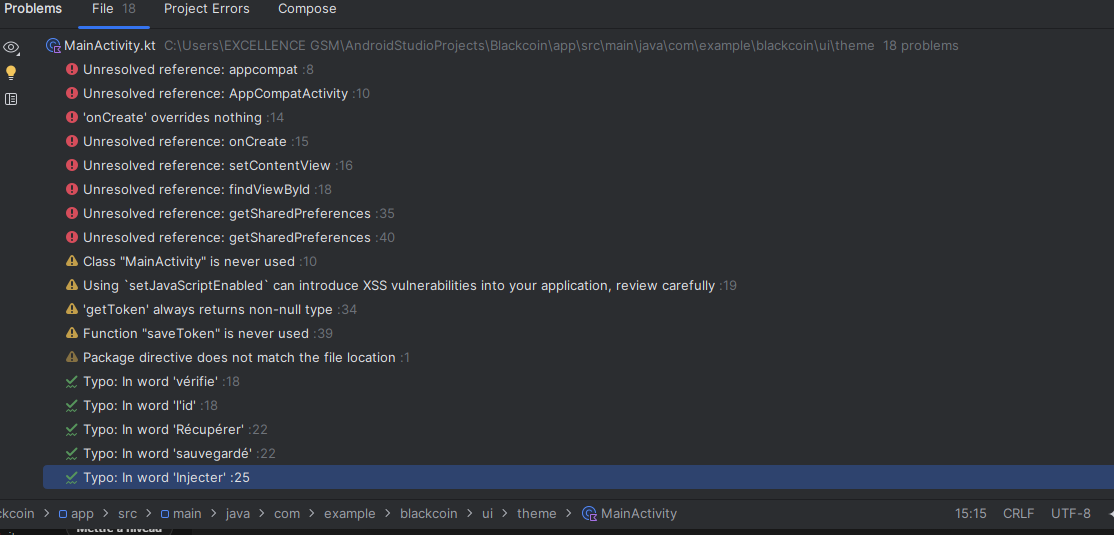 Problems File 18 Project Errors Compose
MainActivity.kt C:\Users\EXCELLENCE GSM\AndroidStudioProjects\Blackcoin\app\src\main\java\com\example\blackcoin\ui\theme 18 problems
Unresolved reference: appcompat :8
Unresolved reference: AppCompatActivity :10
'onCreate' overrides nothing :14
Unresolved reference: onCreate :15
Unresolved reference: setContentView :16
Unresolved reference: findViewById :18
Unresolved reference: getSharedPreferences :35
Unresolved reference: getSharedPreferences :40
Class "MainActivity" is never used :10
Using `setJavaScriptEnabled` can introduce XSS vulnerabilities into your application, review carefully :19
'getToken' always returns non-null type :34
Function "saveToken" is never used :39
Package directive does not match the file location :1
Typo: In word 'vérifie' :18
Typo: In word 'l'id' :18
Typo: In word 'Récupérer' :22
Typo: In word 'sauvegardé' :22
Typo: In word 'Injecter' :25
ckcoin > app > src > main > java > com > example > blackcoin > ui > theme > MainActivity 15:15 CRLF UTF-8
Mettre à niveau